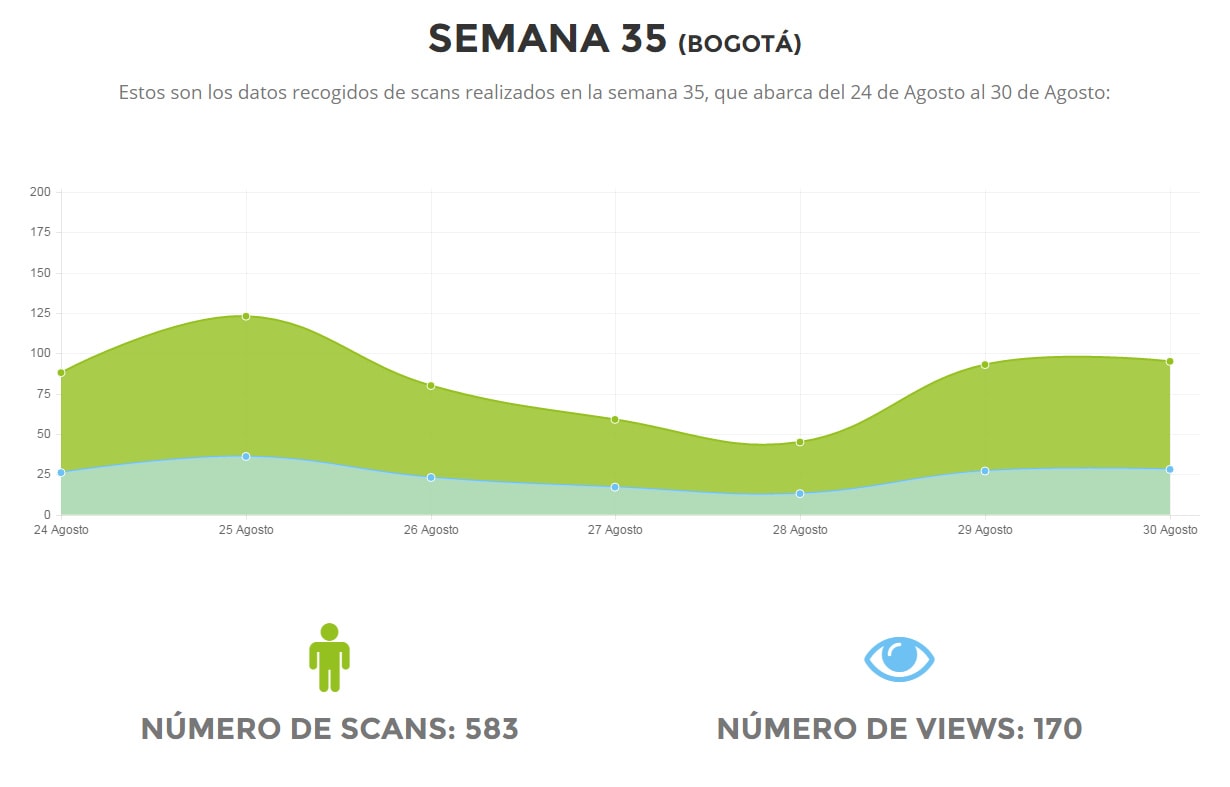 SEMANA 35 (BOGOTÁ)
Estos son los datos recogidos de scans realizados en la semana 35, que abarca del 24 de Agosto al 30 de Agosto:
200
175
150
125
100
75
50
25
0
24 Agosto 25 Agosto 26 Agosto 27 Agosto 28 Agosto 29 Agosto 30 Agosto
NÚMERO DE SCANS: 583 NÚMERO DE VIEWS: 170